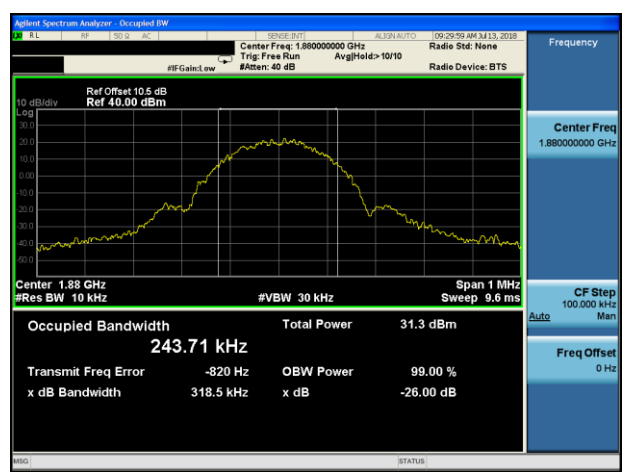 Agilent Spectrum Analyzer - Occupied BW
RL RF 50 Ω AC SENSE:INT ALIGN AUTO 09:29:59 AM Jul 13, 2018
Center Freq: 1.880000000 GHz Radio Std: None
Trig: Free Run Avg|Hold:>10/10
#IFGain:Low #Atten: 40 dB Radio Device: BTS
Frequency
Ref Offset 10.5 dB
10 dB/div Ref 40.00 dBm
Log
30.0
20.0
10.0
0.00
-10.0
-20.0
-30.0
-40.0
-50.0
Center Freq
1.880000000 GHz
Center 1.88 GHz Span 1 MHz
#Res BW 10 kHz #VBW 30 kHz Sweep 9.6 ms
CF Step
100.000 kHz
Auto Man
Occupied Bandwidth Total Power 31.3 dBm
243.71 kHz
Transmit Freq Error -820 Hz OBW Power 99.00 %
x dB Bandwidth 318.5 kHz x dB -26.00 dB
Freq Offset
0 Hz
MSG STATUS